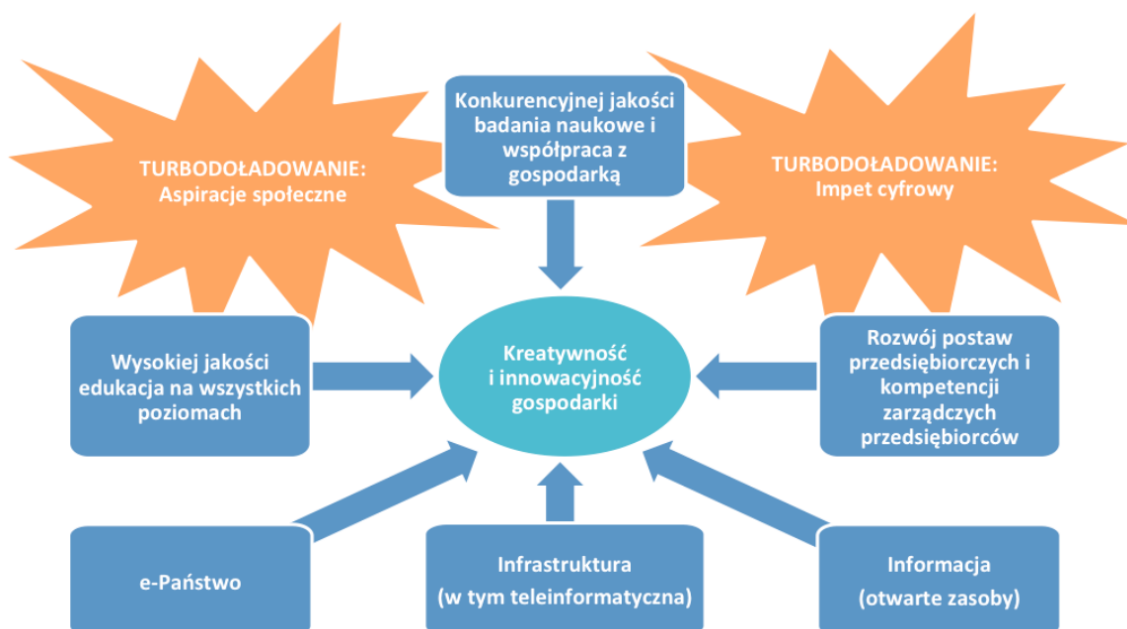 Konkurencyjnej jakości
badania naukowe i
współpraca z
gospodarką
TURBODOŁADOWANIE:
Aspiracje społeczne
TURBODOŁADOWANIE:
Impet cyfrowy
Wysokiej jakości
edukacja na wszystkich
poziomach
Kreatywność
i innowacyjność
gospodarki
Rozwój postaw
przedsiębiorczych i
kompetencji
zarządczych
przedsiębiorców
e-Państwo
Infrastruktura
(w tym teleinformatyczna)
Informacja
(otwarte zasoby)